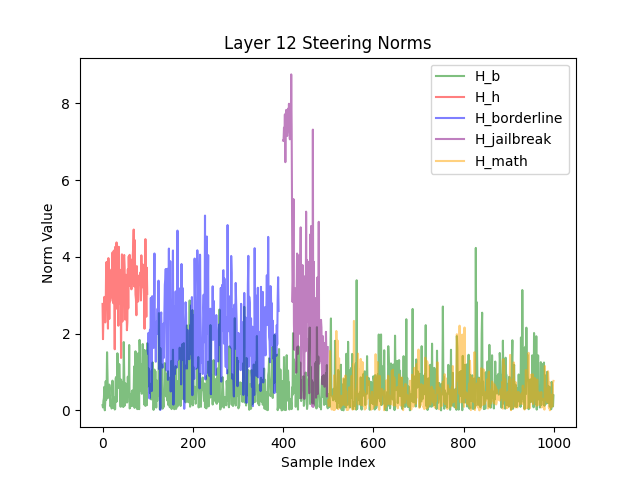 Layer 12 Steering Norms
H_b
H_h
H_borderline
H_jailbreak
H_math
Norm Value
8
6
4
2
0
0 200 400 600 800 1000
Sample Index